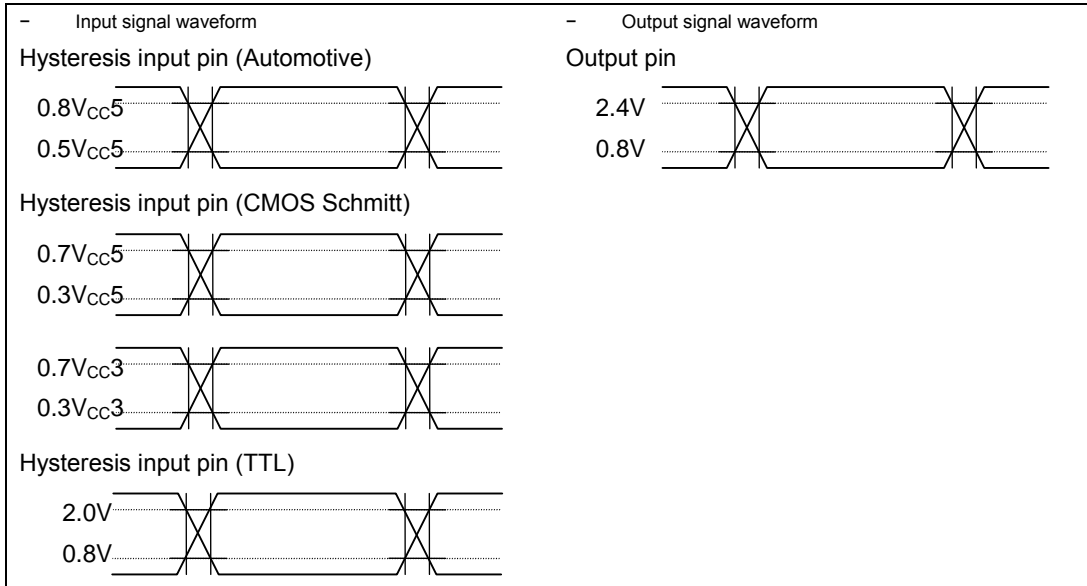 − Input signal waveform
Hysteresis input pin (Automotive)
0.8VCC5
0.5VCC5
Hysteresis input pin (CMOS Schmitt)
0.7VCC5
0.3VCC5
0.7VCC3
0.3VCC3
Hysteresis input pin (TTL)
2.0V
0.8V
− Output signal waveform
Output pin
2.4V
0.8V